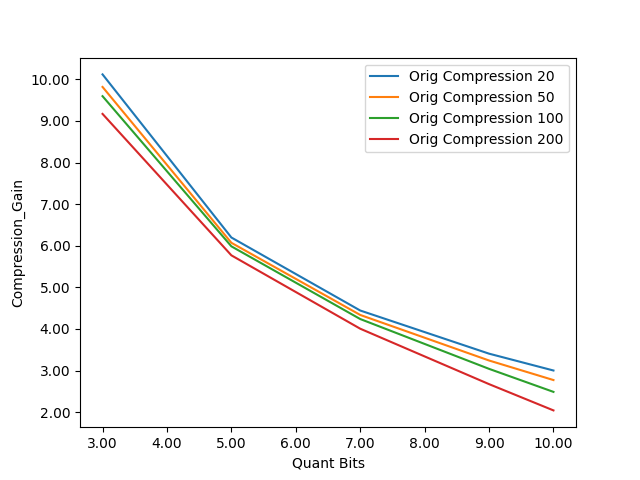 Orig Compression 20
Orig Compression 50
Orig Compression 100
Orig Compression 200
10.00
9.00
8.00
7.00
6.00
5.00
4.00
3.00
2.00
Compression_Gain
3.00 4.00 5.00 6.00 7.00 8.00 9.00 10.00
Quant Bits